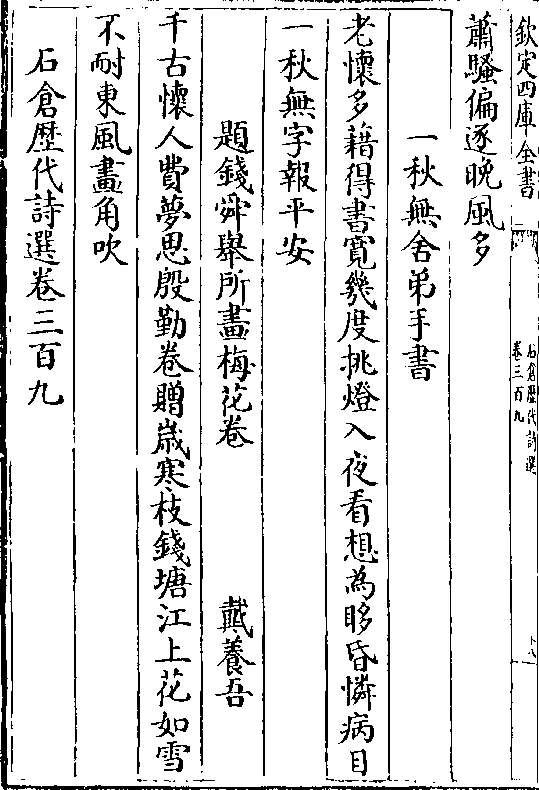 欽定四庫全書
石倉歷代詩選
卷三百九
十八
蕭騷偏逐晚風多
一秋無舍弟手書
老懷多藉得書寛幾度挑燈入夜看想為眵昏憐病目
一秋無字報平安
題錢舜舉所畫梅花卷　戴養吾
千古懷人費夢思殷勤卷贈嵗寒枝錢塘江上花如雪
不耐東風畫角吹
石倉歴代詩選卷三百九